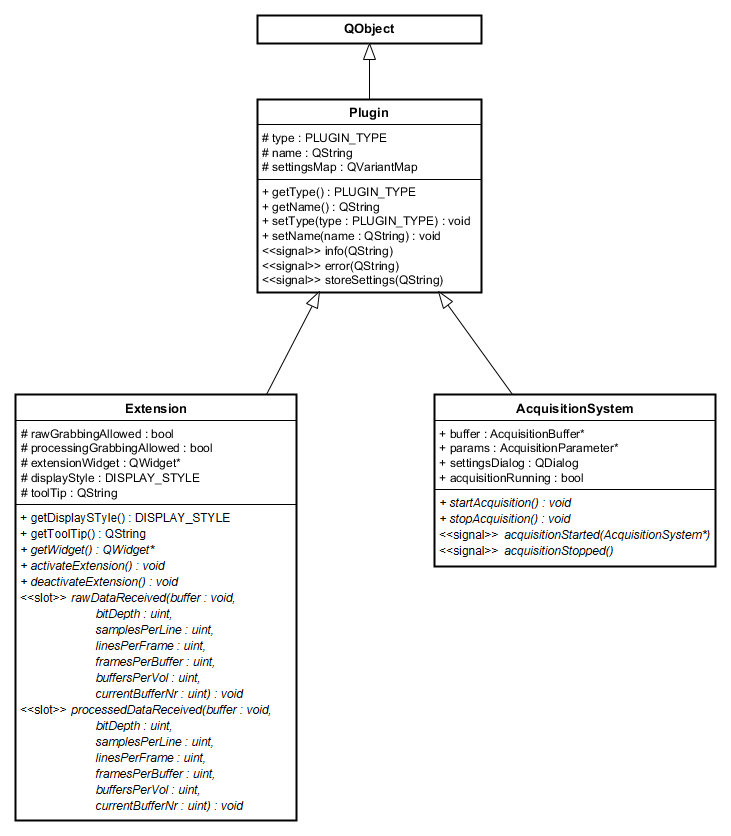 QObject
Plugin
# type : PLUGIN_TYPE
# name : QString
# settingsMap : QVariantMap
+ getType() : PLUGIN_TYPE
+ getName() : QString
+ setType(type : PLUGIN_TYPE) : void
+ setName(name : QString) : void
<<signal>> info(QString)
<<signal>> error(QString)
<<signal>> storeSettings(QString)
Extension
# rawGrabbingAllowed : bool
# processingGrabbingAllowed : bool
# extensionWidget : QWidget*
# displayStyle : DISPLAY_STYLE
# toolTip : QString
+ getDisplaySTyle() : DISPLAY_STYLE
+ getToolTip() : QString
+ getWidget() : QWidget*
+ activateExtension() : void
+ deactivateExtension() : void
<<slot>> rawDataReceived(buffer : void,
bitDepth : uint,
samplesPerLine : uint,
linesPerFrame : uint,
framesPerBuffer : uint,
buffersPerVol : uint,
currentBufferNr : uint) : void
<<slot>> processedDataReceived(buffer : void,
bitDepth : uint,
samplesPerLine : uint,
linesPerFrame : uint,
framesPerBuffer : uint,
buffersPerVol : uint,
currentBufferNr : uint) : void
AcquisitionSystem
+ buffer : AcquisitionBuffer*
+ params : AcquisitionParameter*
+ settingsDialog : QDialog
+ acquisitionRunning : bool
+ startAcquisition() : void
+ stopAcquisition() : void
<<signal>> acquisitionStarted(AcquisitionSystem*)
<<signal>> acquisitionStopped()